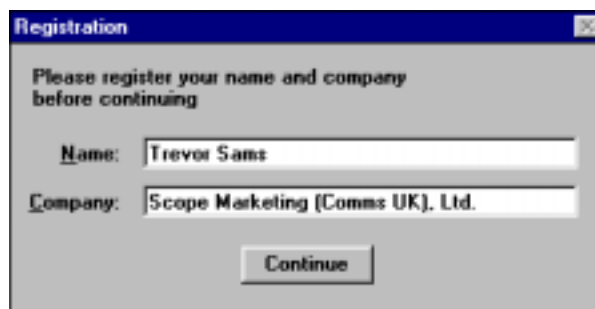 Registration
Please register your name and company
before continuing
Name: Trevor Sams
Company: Scope Marketing (Comms UK), Ltd.
Continue